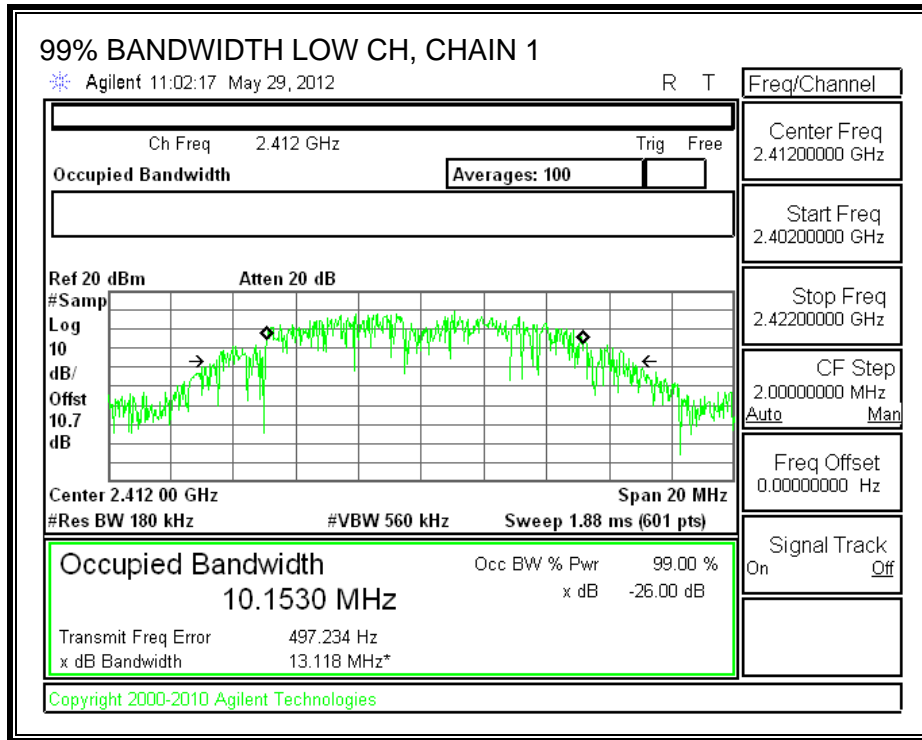 99% BANDWIDTH LOW CH, CHAIN 1
Agilent 11:02:17 May 29, 2012 R T
Freq/Channel
Ch Freq 2.412 GHz Trig Free
Occupied Bandwidth Averages: 100
Center Freq
2.41200000 GHz
Start Freq
2.40200000 GHz
Stop Freq
2.42200000 GHz
CF Step
2.00000000 MHz
Auto Man
Freq Offset
0.00000000 Hz
Signal Track
On Off
Ref 20 dBm Atten 20 dB
#Samp
Log
10
dB/
Offst
10.7
dB
Center 2.412 00 GHz Span 20 MHz
#Res BW 180 kHz #VBW 560 kHz Sweep 1.88 ms (601 pts)
Occupied Bandwidth Occ BW % Pwr 99.00 %
10.1530 MHz x dB -26.00 dB
Transmit Freq Error 497.234 Hz
x dB Bandwidth 13.118 MHz*
Copyright 2000-2010 Agilent Technologies